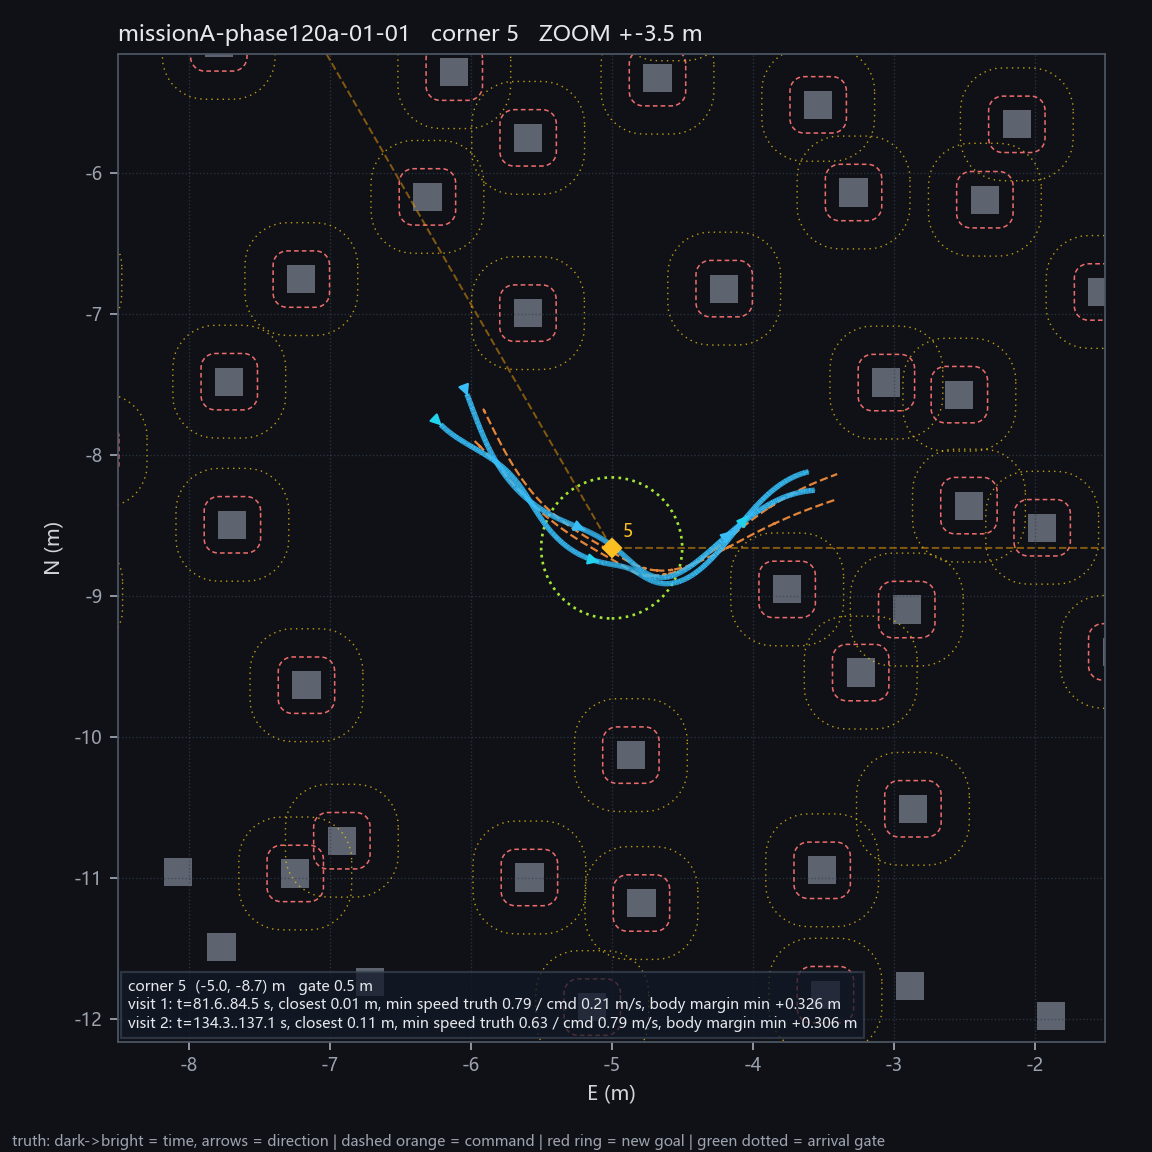 missionA-phase120a-01-01   corner 5   ZOOM +-3.5 m
-6
-7
-8
-9
-10
-11
-12
N (m)
5
corner 5  (-5.0, -8.7) m   gate 0.5 m
visit 1: t=81.6..84.5 s, closest 0.01 m, min speed truth 0.79 / cmd 0.21 m/s, body margin min +0.326 m
visit 2: t=134.3..137.1 s, closest 0.11 m, min speed truth 0.63 / cmd 0.79 m/s, body margin min +0.306 m
-8
-7
-6
-5
-4
-3
-2
E (m)
truth: dark->bright = time, arrows = direction | dashed orange = command | red ring = new goal | green dotted = arrival gate